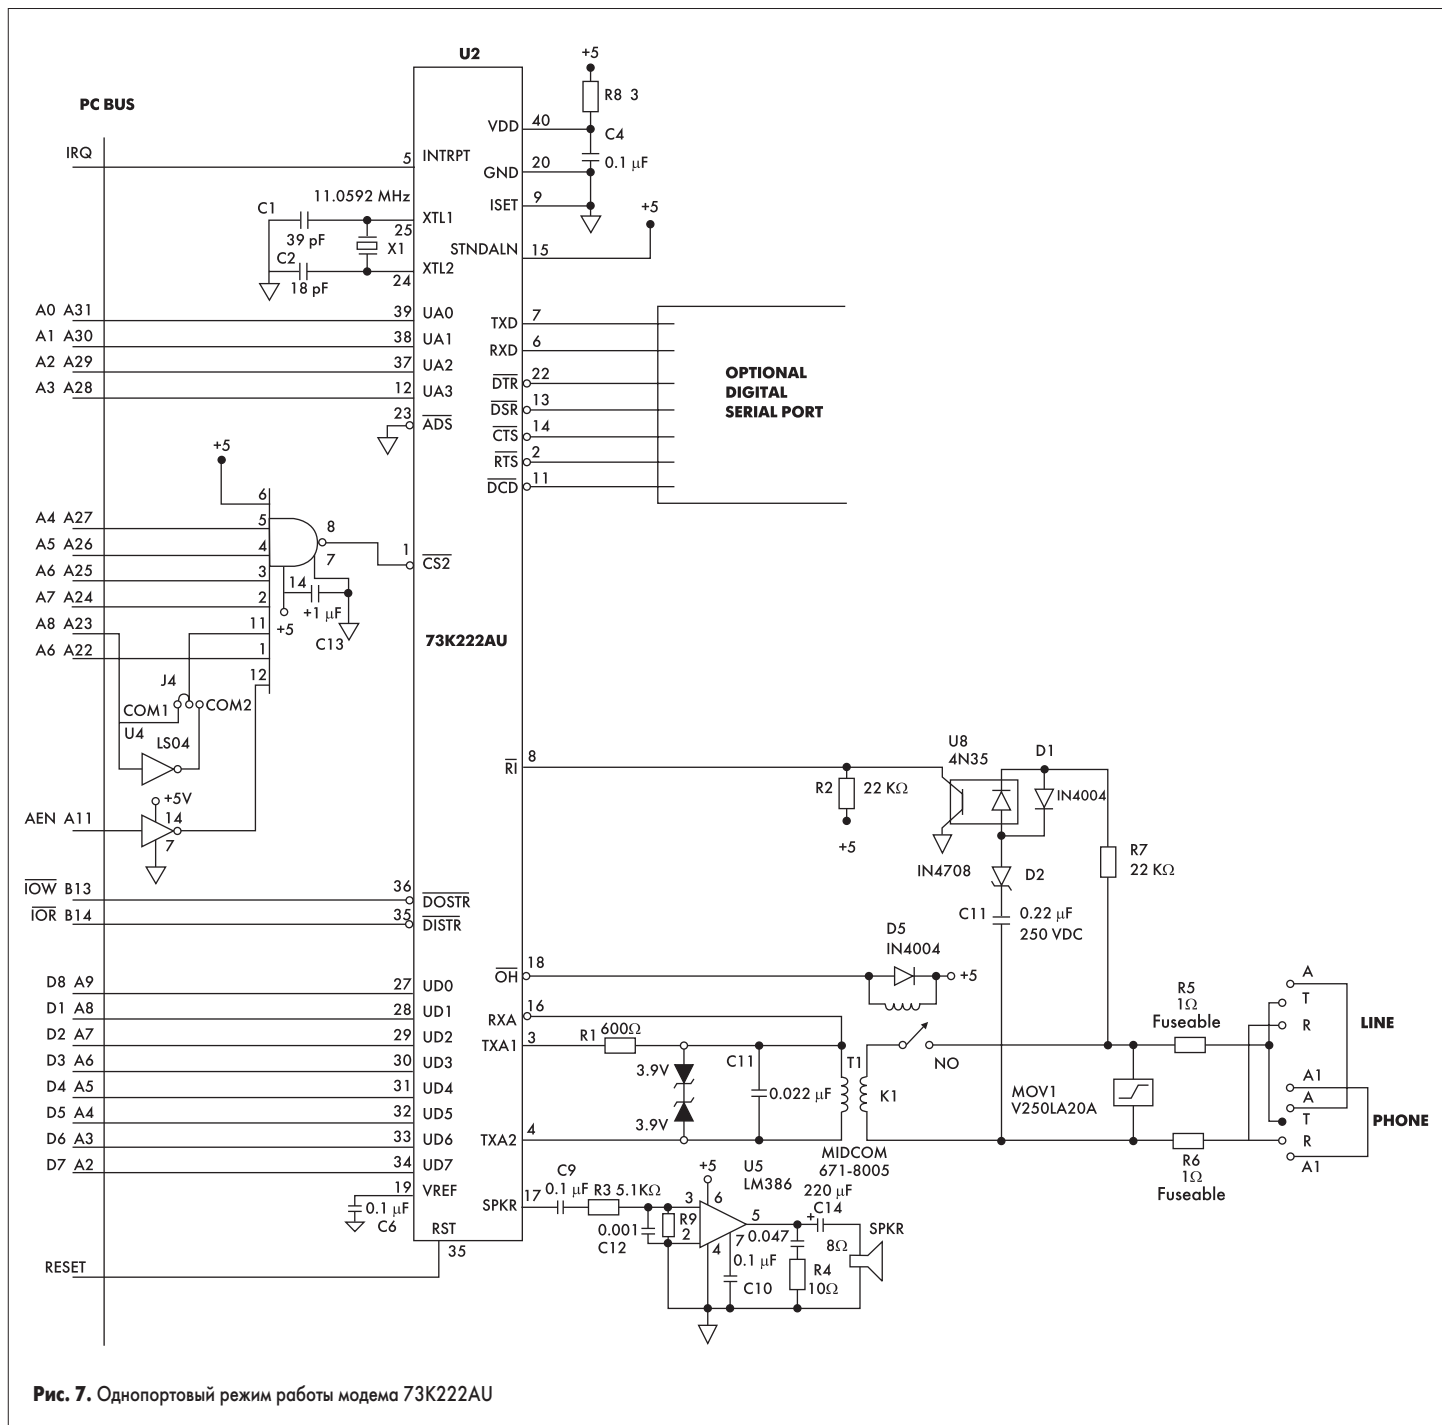 U2
+5
R8 3
PC BUS
VDD 40
C4
0.1 µF
IRQ
5 INTRPT
GND 20
11.0592 MHz
ISET 9
C1
39 pF
XTL1
25
X1
+5
STNDALN 15
C2
18 pF
XTL2
24
A0 A31
39 UA0
TXD 7
A1 A30
38 UA1
RXD 6
A2 A29
37 UA2
DTR 22
A3 A28
12 UA3
DSR 13
23 ADS
CTS 14
RTS 2
DCD 11
OPTIONAL
DIGITAL
SERIAL PORT
+5
6
A4 A27
5
8
A5 A26
4
7
1 CS2
A6 A25
3
14
A7 A24
2
+1 µF
A8 A23
11
+5
C13
73K222AU
A6 A22
1
12
J4
COM1
COM2
U4
LS04
RI 8
U8
4N35
D1
R2
22 KΩ
IN4004
+5V
AEN A11
14
7
+5
IN4708
R7
22 KΩ
D2
IOW B13
36 DOSTR
C11
0.22 µF
250 VDC
IOR B14
35 DISTR
D5
IN4004
OH 18
+5
D8 A9
27 UD0
A
D1 A8
28 UD1
RXA 16
R5
1Ω
Fuseable
T
R
LINE
D2 A7
29 UD2
TXA1 3
R1
600Ω
D3 A6
30 UD3
3.9V
C11
0.022 µF
T1
K1
NO
D4 A5
31 UD4
MOV1
V250LA20A
A1
A
D5 A4
32 UD5
3.9V
T
PHONE
D6 A3
33 UD6
TXA2 4
MIDCOM
671-8005
R
D7 A2
34 UD7
R6
1Ω
Fuseable
A1
19 VREF
0.1 µF
C6
SPKR 17
C9
0.1 µF
R3 5.1KΩ
+5
U5
LM386
220 µF
C14
+
3
6
5
R9
2
0.001
C12
4
7
0.047
8Ω
SPKR
0.1 µF
C10
R4
10Ω
RST
35
RESET
Рис. 7. Однопортовый режим работы модема 73K222AU